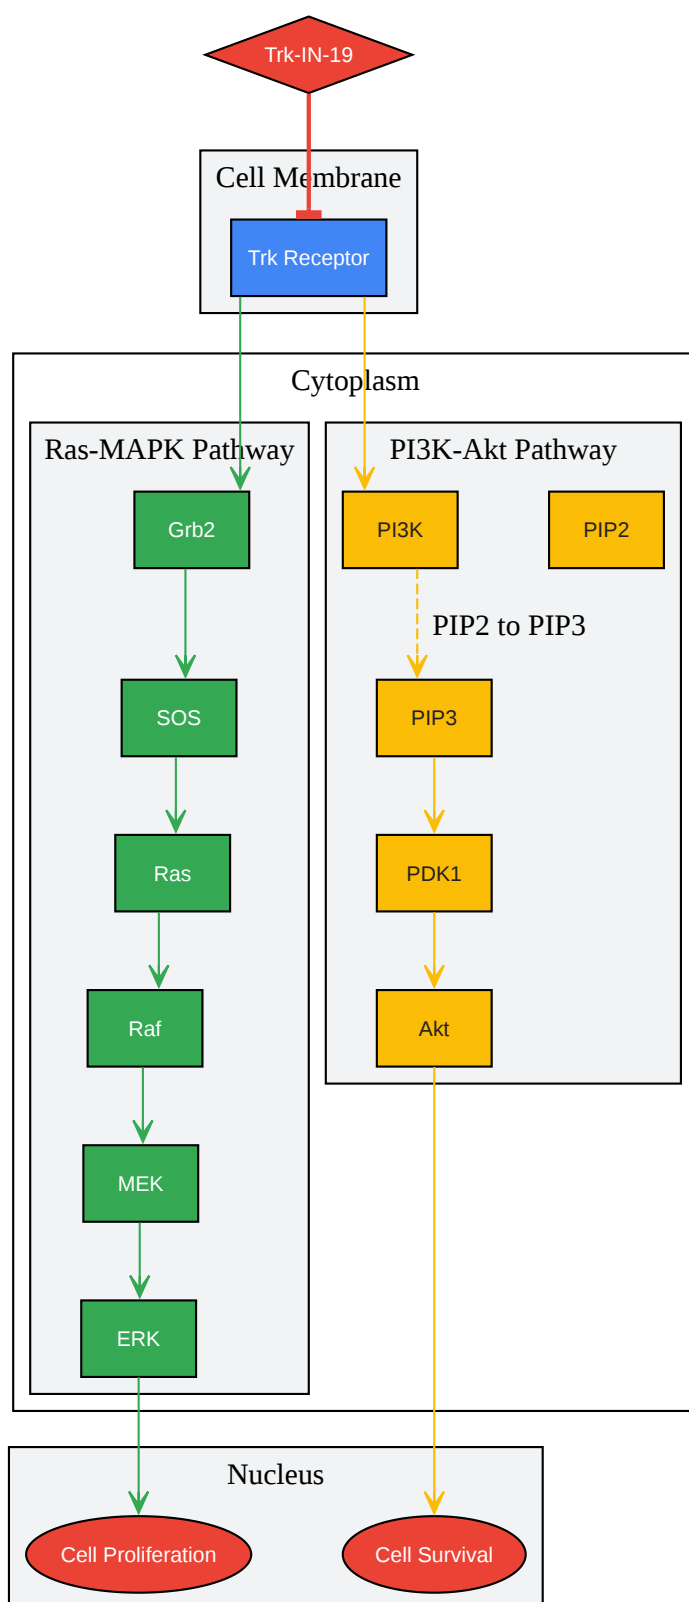 Trk-IN-19
Cell Membrane
Trk Receptor
Cytoplasm
Ras-MAPK Pathway
PI3K-Akt Pathway
Grb2
PI3K
PIP2
PIP2 to PIP3
SOS
PIP3
Ras
PDK1
Raf
Akt
MEK
ERK
Nucleus
Cell Proliferation
Cell Survival